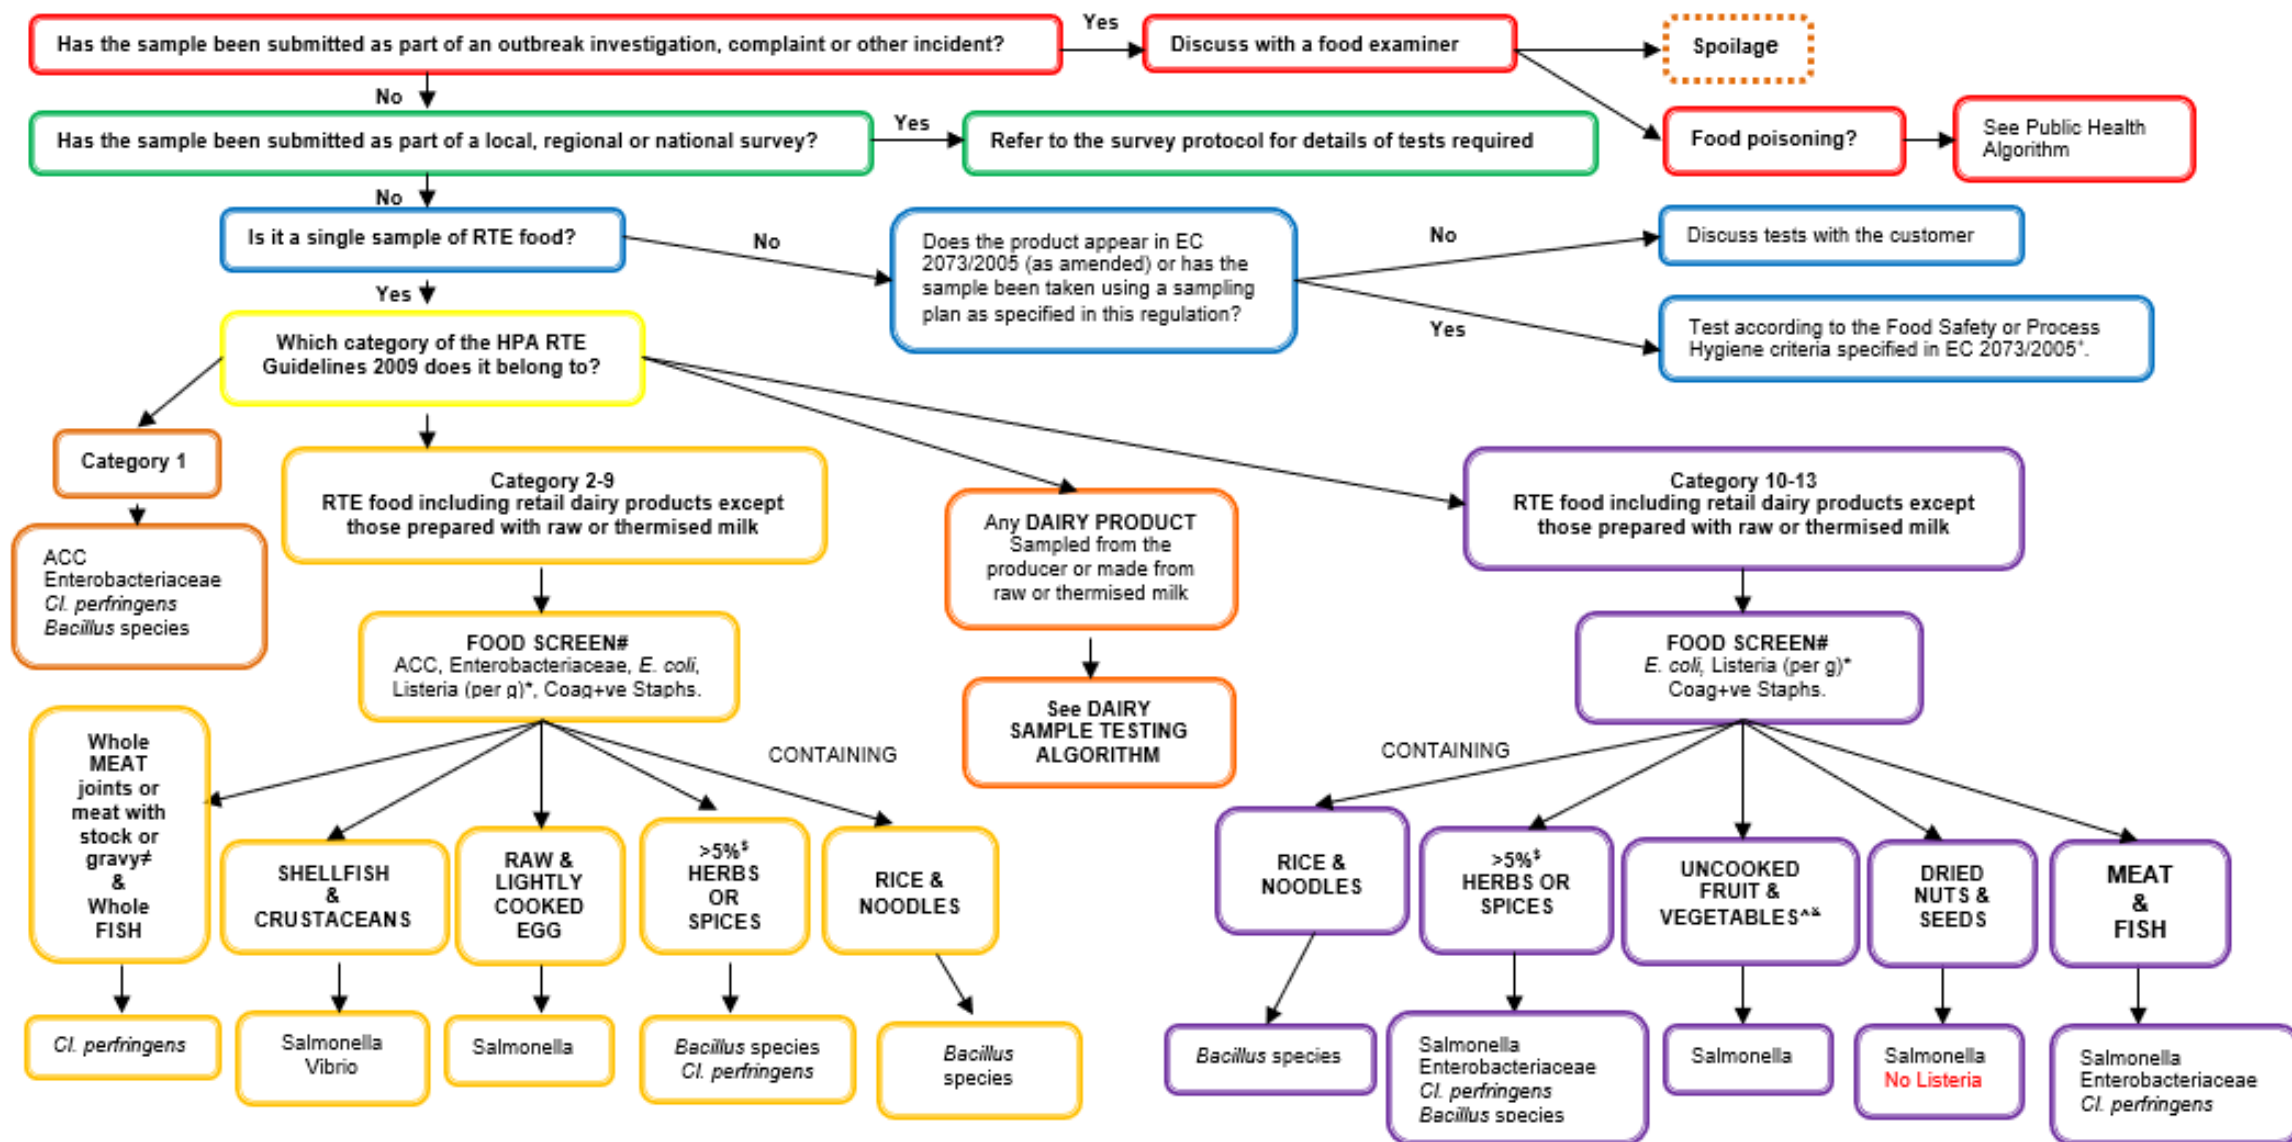 Has the sample been submitted as part of an outbreak investigation, complaint or other incident?
Yes
Discuss with a food examiner
Spoilage
No
Has the sample been submitted as part of a local, regional or national survey?
Yes
Refer to the survey protocol for details of tests required
Food poisoning?
See Public Health
Algorithm
No
Is it a single sample of RTE food?
No
Does the product appear in EC
2073/2005 (as amended) or has the
sample been taken using a sampling
plan as specified in this regulation?
No
Discuss tests with the customer
Yes
Test according to the Food Safety or Process
Hygiene criteria specified in EC 2073/2005⁺.
Yes
Which category of the HPA RTE
Guidelines 2009 does it belong to?
Category 1
ACC
Enterobacteriaceae
Cl. perfringens
Bacillus species
Category 2-9
RTE food including retail dairy products except
those prepared with raw or thermised milk
FOOD SCREEN#
ACC, Enterobacteriaceae, E. coli,
Listeria (per g)*, Coag+ve Staphs.
CONTAINING
Whole
MEAT
joints or
meat with
stock or
gravy≠
&
Whole
FISH
SHELLFISH
&
CRUSTACEANS
RAW &
LIGHTLY
COOKED
EGG
>5%$
HERBS
OR
SPICES
RICE &
NOODLES
Cl. perfringens
Salmonella
Vibrio
Salmonella
Bacillus species
Cl. perfringens
Bacillus
species
Any DAIRY PRODUCT
Sampled from the
producer or made from
raw or thermised milk
See DAIRY
SAMPLE TESTING
ALGORITHM
Category 10-13
RTE food including retail dairy products except
those prepared with raw or thermised milk
FOOD SCREEN#
E. coli, Listeria (per g)*
Coag+ve Staphs.
CONTAINING
RICE &
NOODLES
>5%$
HERBS OR
SPICES
UNCOOKED
FRUIT &
VEGETABLES^&
DRIED
NUTS &
SEEDS
MEAT
&
FISH
Bacillus species
Salmonella
Enterobacteriaceae
Cl. perfringens
Bacillus species
Salmonella
Salmonella
No Listeria
Salmonella
Enterobacteriaceae
Cl. perfringens